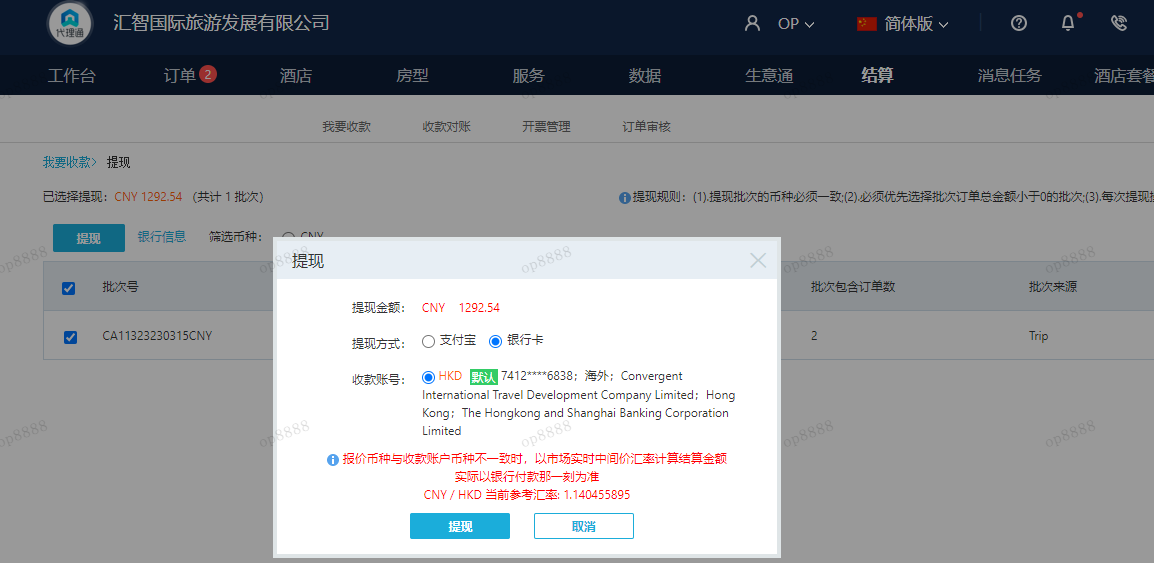 代理通
汇智国际旅游发展有限公司
OP
简体版
工作台
订单 2
酒店
房型
服务
数据
生意通
结算
消息任务
酒店套餐
我要收款
收款对账
开票管理
订单审核
我要收款> 提现
已选择提现: CNY 1292.54 (共计 1 批次)
提现规则: (1).提现批次的币种必须一致;(2).必须优先选择批次订单总金额小于0的批次;(3).每次提现
提现
银行信息
筛选币种:
CNY
批次号
批次包含订单数
批次来源
CA11323230315CNY
2
Trip
提现
提现金额: CNY 1292.54
提现方式: 支付宝 银行卡
收款账号: HKD 默认 7412****6838; 海外; Convergent
International Travel Development Company Limited; Hong
Kong; The Hongkong and Shanghai Banking Corporation
Limited
报价币种与收款账户币种不一致时, 以市场实时中间价汇率计算结算金额
实际以银行付款那一刻为准
CNY / HKD 当前参考汇率: 1.140455895
提现
取消
op8888
op8888
op8888
op8888
op8888
op8888
op8888
op8888
op8888
op8888